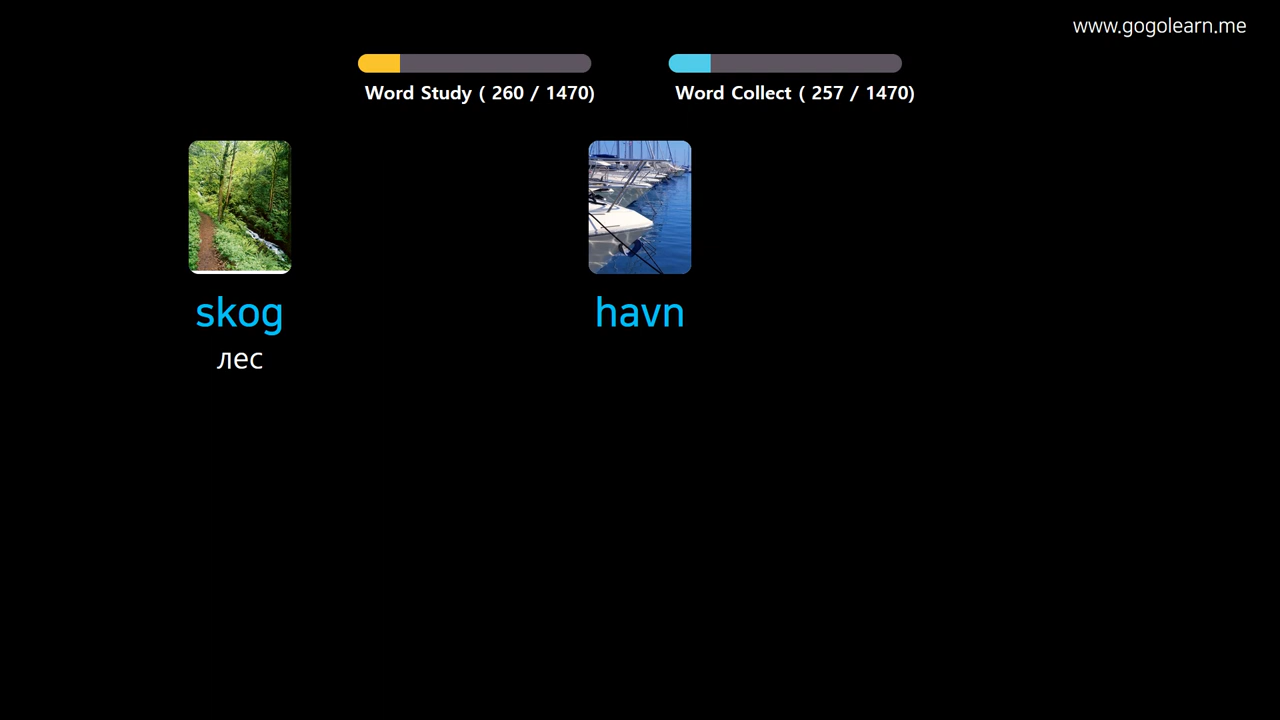 www.gogolearn.me
Word Study ( 260 / 1470)
Word Collect ( 257 / 1470)
skog
лес
havn